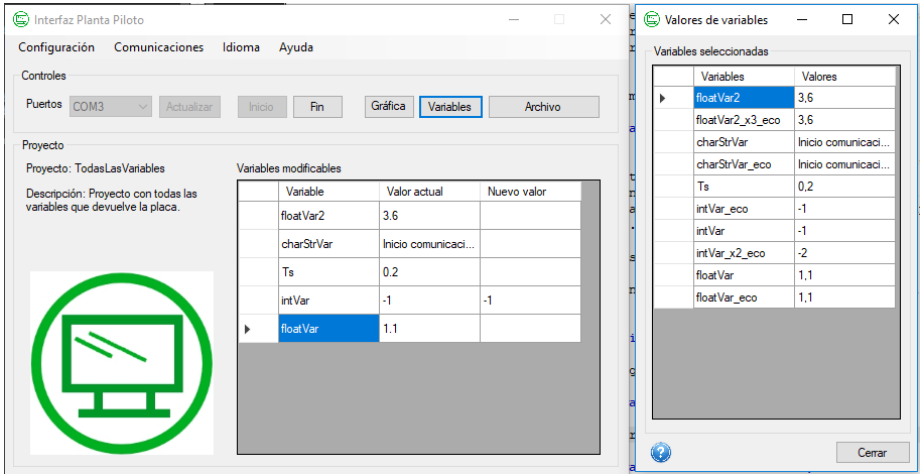 Interfaz Planta Piloto
Configuración Comunicaciones Idioma Ayuda
Controles
Puertos COM3 Actualizar Inicio Fin Gráfica Variables Archivo
Proyecto
Proyecto: TodasLasVariables
Descripción: Proyecto con todas las
variables que devuelve la placa.
Variables modificables
Variable Valor actual Nuevo valor
floatVar2 3.6
charStrVar Inicio comunicaci...
Ts 0.2
intVar -1 -1
floatVar 1.1
Valores de variables
Variables seleccionadas
Variables Valores
floatVar2 3,6
floatVar2_x3_eco 3,6
charStrVar Inicio comunicaci...
charStrVar_eco Inicio comunicaci...
Ts 0,2
intVar_eco -1
intVar -1
intVar_x2_eco -2
floatVar 1,1
floatVar_eco 1,1
Cerrar